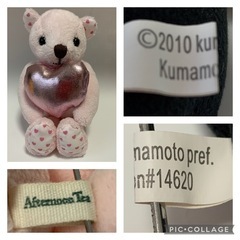 ©2010 kum
Kumamo
namoto pref.
on#14620
Afternoon Tea
PIC•COLLAGE